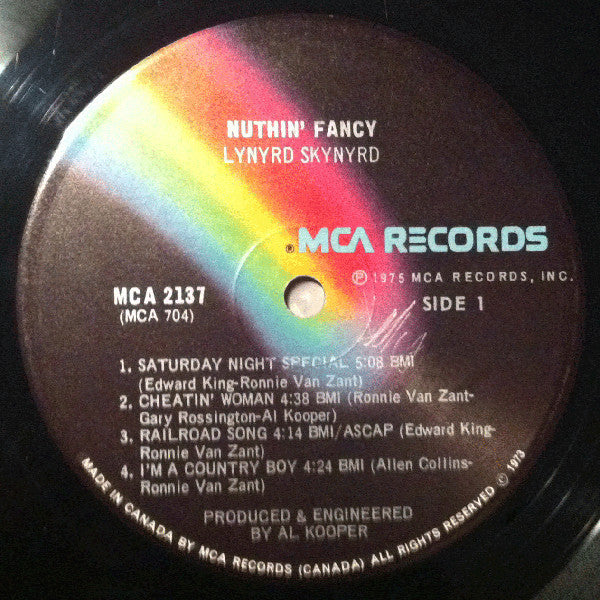 NUTHIN' FANCY
LYNYRD SKYNYRD
® MCA RECORDS
℗ 1975 MCA RECORDS, INC.
MCA 2137
(MCA 704)
SIDE 1
1. SATURDAY NIGHT SPECIAL 5:08 BMI
(Edward King-Ronnie Van Zant)
2. CHEATIN' WOMAN 4:38 BMI (Ronnie Van Zant-
Gary Rossington-Al Kooper)
3. RAILROAD SONG 4:14 BMI/ASCAP (Edward King-
Ronnie Van Zant)
4. I'M A COUNTRY BOY 4:24 BMI (Allen Collins-
Ronnie Van Zant)
PRODUCED & ENGINEERED
BY AL KOOPER
MADE IN CANADA BY MCA RECORDS (CANADA) ALL RIGHTS RESERVED © 1973